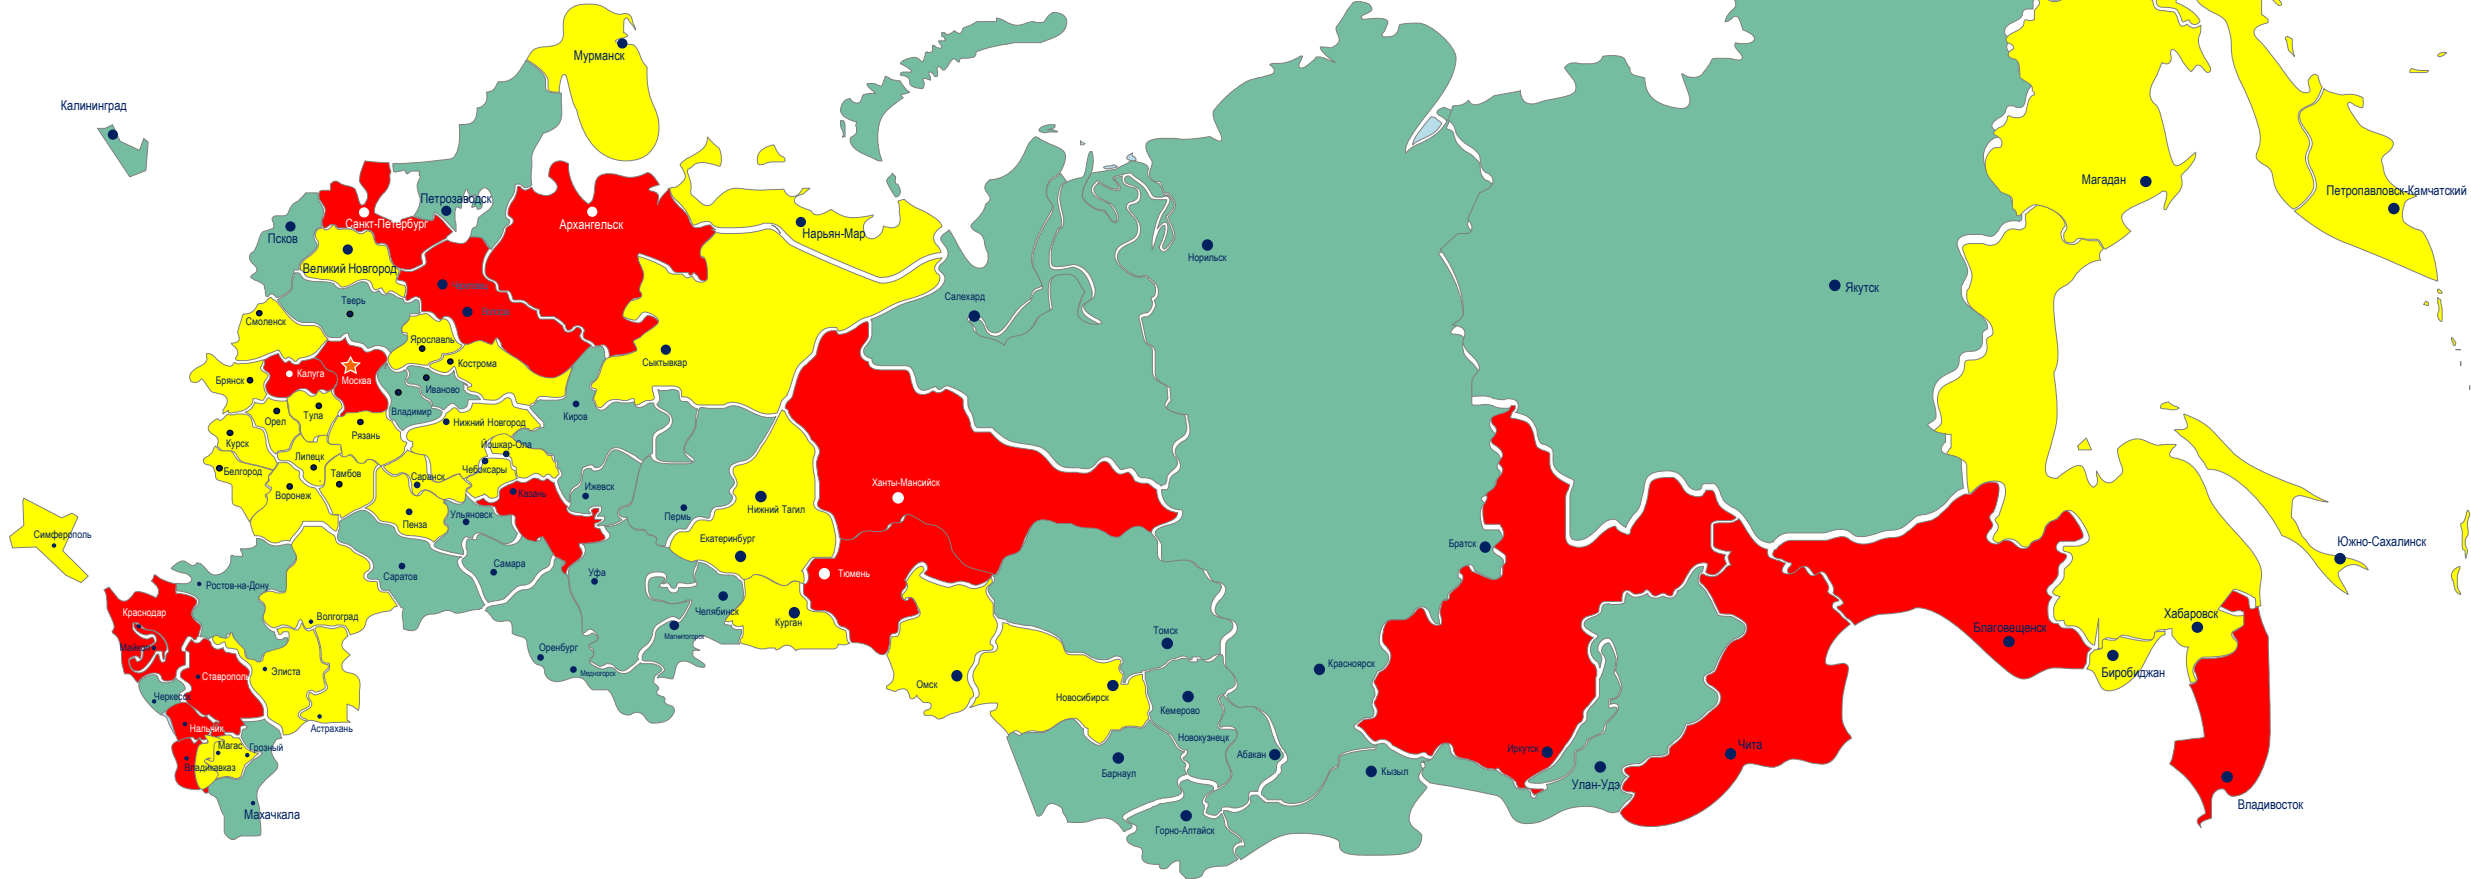 Мурманск
Калининград
Петропавловск-Камчатский
Магадан
Петрозаводск
Санкт-Петербург
Архангельск
Псков
Нарьян-Мар
Великий Новгород
Норильск
Череповец
Якутск
Салехард
Тверь
Вологда
Смоленск
Ярославль
Сыктывкар
Кострома
Калуга
Москва
Брянск
Иваново
Владимир
Тула
Орел
Киров
Нижний Новгород
Рязань
Курск
Йошкар-Ола
Липецк
Чебоксары
Белгород
Тамбов
Саранск
Ханты-Мансийск
Ижевск
Воронеж
Казань
Нижний Тагил
Ульяновск
Пермь
Пенза
Симферополь
Екатеринбург
Южно-Сахалинск
Братск
Самара
Уфа
Тюмень
Саратов
Ростов-на-Дону
Челябинск
Краснодар
Хабаровск
Волгоград
Курган
Благовещенск
Томск
Магнитогорск
Майкоп
Оренбург
Красноярск
Элиста
Медногорск
Биробиджан
Ставрополь
Омск
Новосибирск
Черкесск
Кемерово
Нальчик
Астрахань
Новокузнецк
Магас
Грозный
Чита
Иркутск
Абакан
Владикавказ
Барнаул
Кызыл
Улан-Удэ
Владивосток
Махачкала
Горно-Алтайск